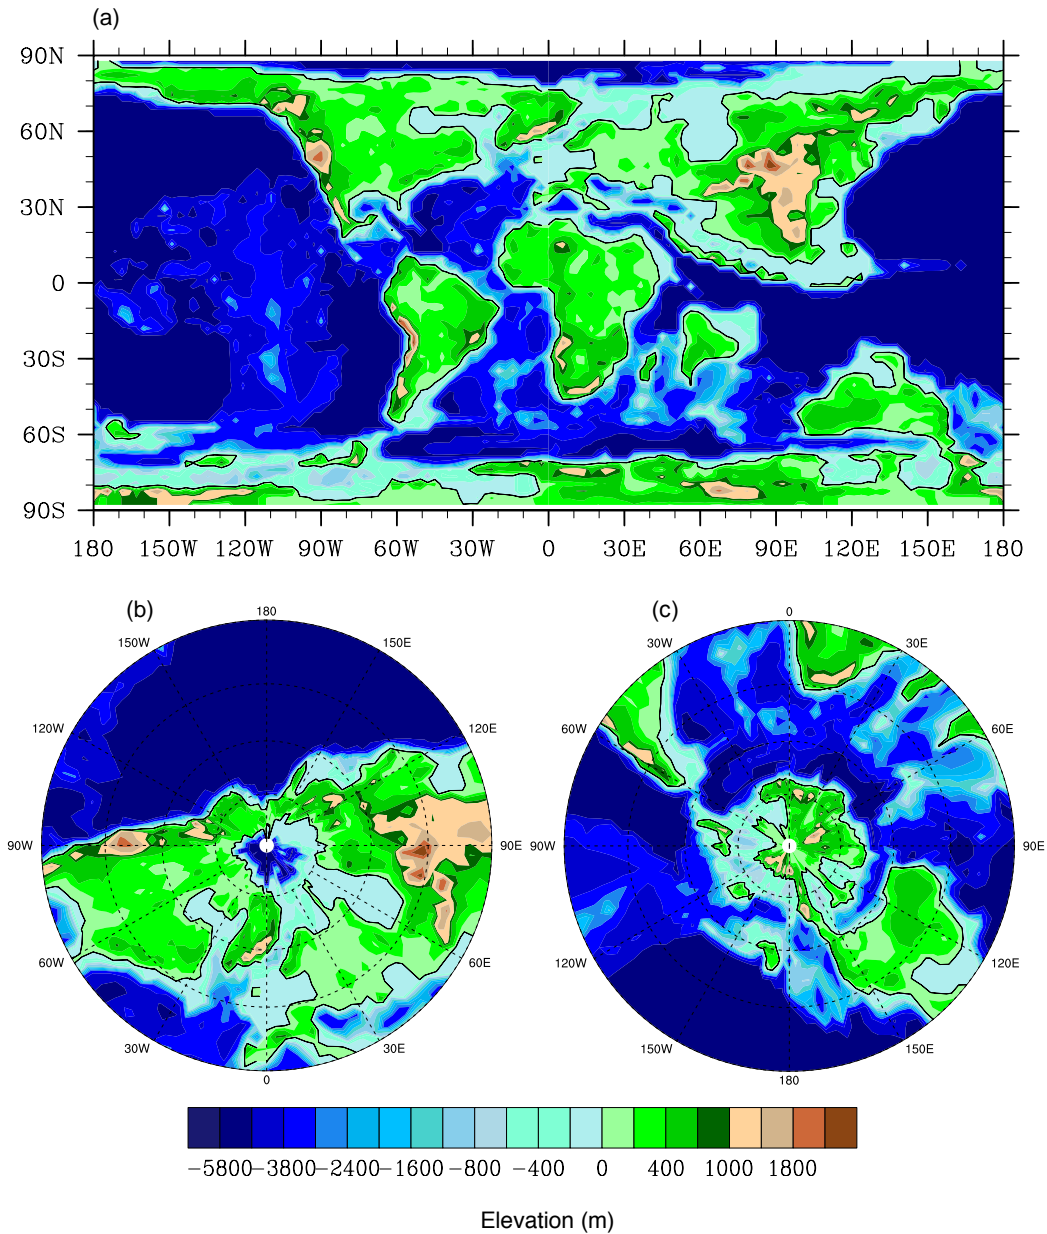 (a)
90N
60N
30N
0
30S
60S
90S
180 150W 120W 90W 60W 30W 0 30E 60E 90E 120E 150E 180
(b) (c)
180 0
150W 150E 30W 30E
120W 120E 60W 60E
90W 90E 90W 90E
60W 60E 120W 120E
30W 30E 150W 150E
0 180
-5800 -3800 -2400 -1600 -800 -400 0 400 1000 1800
Elevation (m)